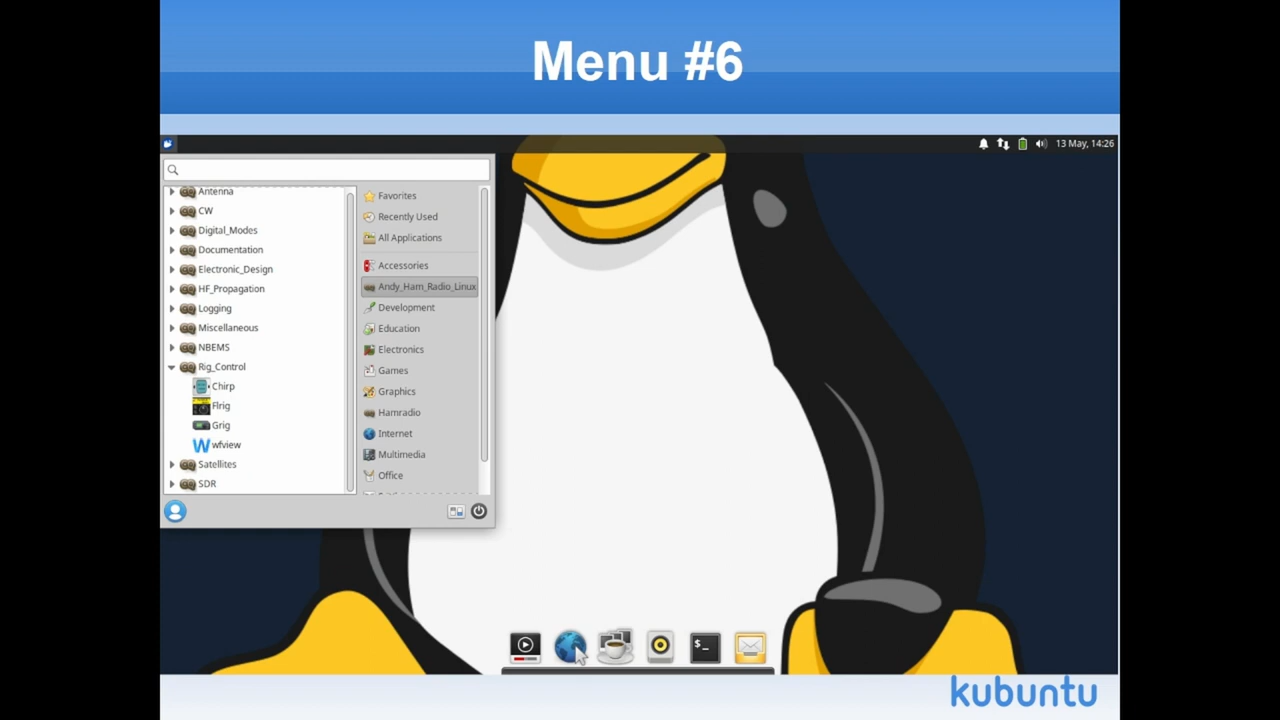 Menu #6
13 May, 14:26
Antenna
CW
Digital_Modes
Documentation
Electronic_Design
HF_Propagation
Logging
Miscellaneous
NBEMS
Rig_Control
Chirp
Flrig
Grig
wfview
Satellites
SDR
Favorites
Recently Used
All Applications
Accessories
Andy_Ham_Radio_Linux
Development
Education
Electronics
Games
Graphics
Hamradio
Internet
Multimedia
Office
$_
kubuntu